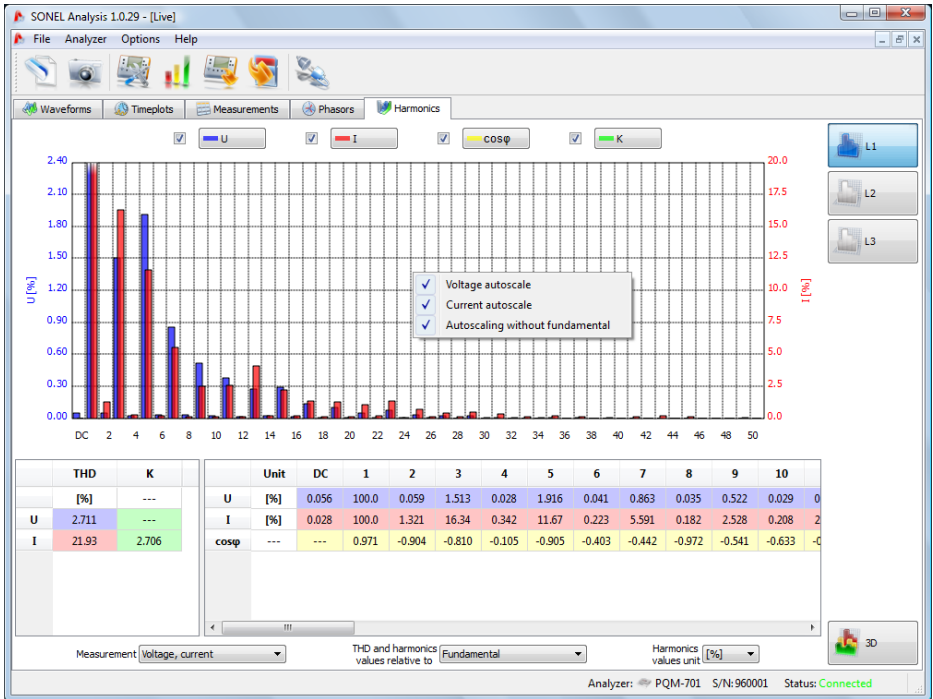 SONEL Analysis 1.0.29 - [Live]
File Analyzer Options Help
Waveforms Timeplots Measurements Phasors Harmonics
U I cosφ K
L1
L2
L3
2.40 20.0
2.10 17.5
1.80 15.0
1.50 12.5
1.20 10.0
0.90 7.5
0.60 5.0
0.30 2.5
0.00 0.0
U [%]
I [%]
Voltage autoscale
Current autoscale
Autoscaling without fundamental
DC 2 4 6 8 10 12 14 16 18 20 22 24 26 28 30 32 34 36 38 40 42 44 46 48 50
THD K
[%] ---
U 2.711 ---
I 21.93 2.706
Unit DC 1 2 3 4 5 6 7 8 9 10
U [%] 0.056 100.0 0.059 1.513 0.028 1.916 0.041 0.863 0.035 0.522 0.029 0
I [%] 0.028 100.0 1.321 16.34 0.342 11.67 0.223 5.591 0.182 2.528 0.208 2
cosφ --- --- 0.971 -0.904 -0.810 -0.105 -0.905 -0.403 -0.442 -0.972 -0.541 -0.633 -0
3D
Measurement Voltage, current
THD and harmonics
values relative to Fundamental
Harmonics
values unit [%]
Analyzer: PQM-701 S/N: 960001 Status: Connected